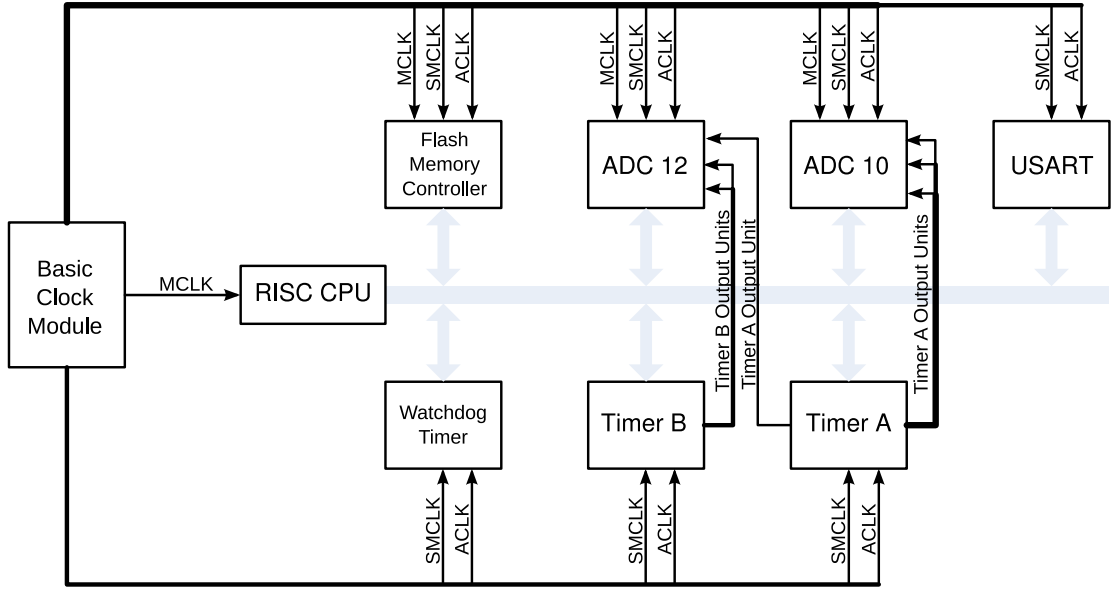 MCLK
SMCLK
ACLK
MCLK
SMCLK
ACLK
MCLK
SMCLK
ACLK
SMCLK
ACLK
Flash
Memory
Controller
ADC 12
ADC 10
USART
Basic
Clock
Module
MCLK
RISC CPU
Timer B Output Units
Timer A Output Unit
Timer A Output Units
Watchdog
Timer
Timer B
Timer A
SMCLK
ACLK
SMCLK
ACLK
SMCLK
ACLK